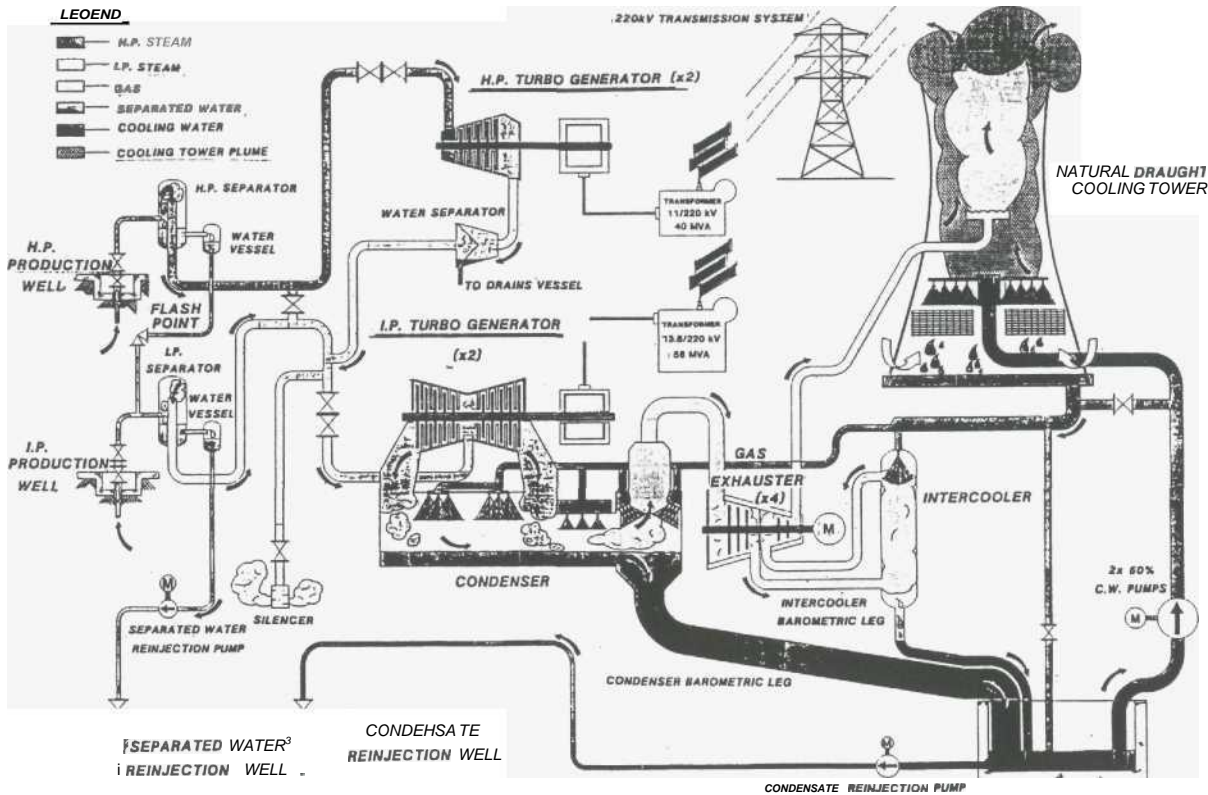 LEOEND
H.P. STEAM
I.P. STEAM
GAS
SEPARATED WATER
COOLING WATER
COOLING TOWER PLUME
220kV TRANSMISSION SYSTEM
H.P. TURBO GENERATOR (x2)
NATURAL DRAUGHT
COOLING TOWER
H.P. SEPARATOR
WATER
VESSEL
WATER SEPARATOR
TRANSFORMER
11/220 kV
40 MVA
H.P.
PRODUCTION
WELL
FLASH
POINT
TO DRAINS VESSEL
I.P. TURBO GENERATOR
(x2)
TRANSFORMER
13.8/220 kV
58 MVA
I.P.
SEPARATOR
WATER
VESSEL
I.P.
PRODUCTION
WELL
GAS
EXHAUSTER
(x4)
M
INTERCOOLER
CONDENSER
2x 60%
C.W. PUMPS
M
M
SILENCER
INTERCOOLER
BAROMETRIC LEG
SEPARATED WATER
REINJECTION PUMP
CONDENSER BAROMETRIC LEG
SEPARATED WATER³
i REINJECTION WELL
CONDEHSATE
REINJECTION WELL
M
CONDENSATE REINJECTION PUMP